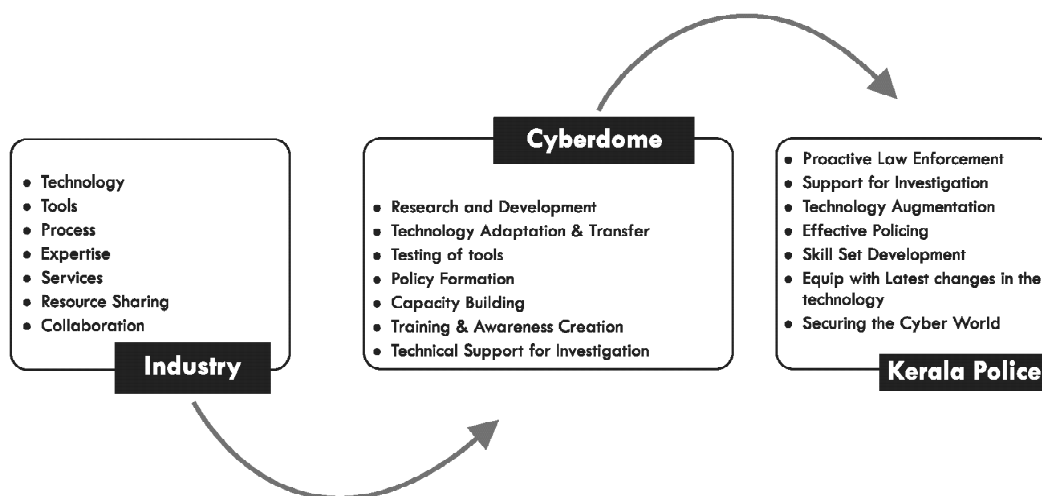 Industry
• Technology
• Tools
• Process
• Expertise
• Services
• Resource Sharing
• Collaboration
Cyberdome
• Research and Development
• Technology Adaptation & Transfer
• Testing of tools
• Policy Formation
• Capacity Building
• Training & Awareness Creation
• Technical Support for Investigation
• Proactive Law Enforcement
• Support for Investigation
• Technology Augmentation
• Effective Policing
• Skill Set Development
• Equip with Latest changes in the
technology
• Securing the Cyber World
Kerala Police